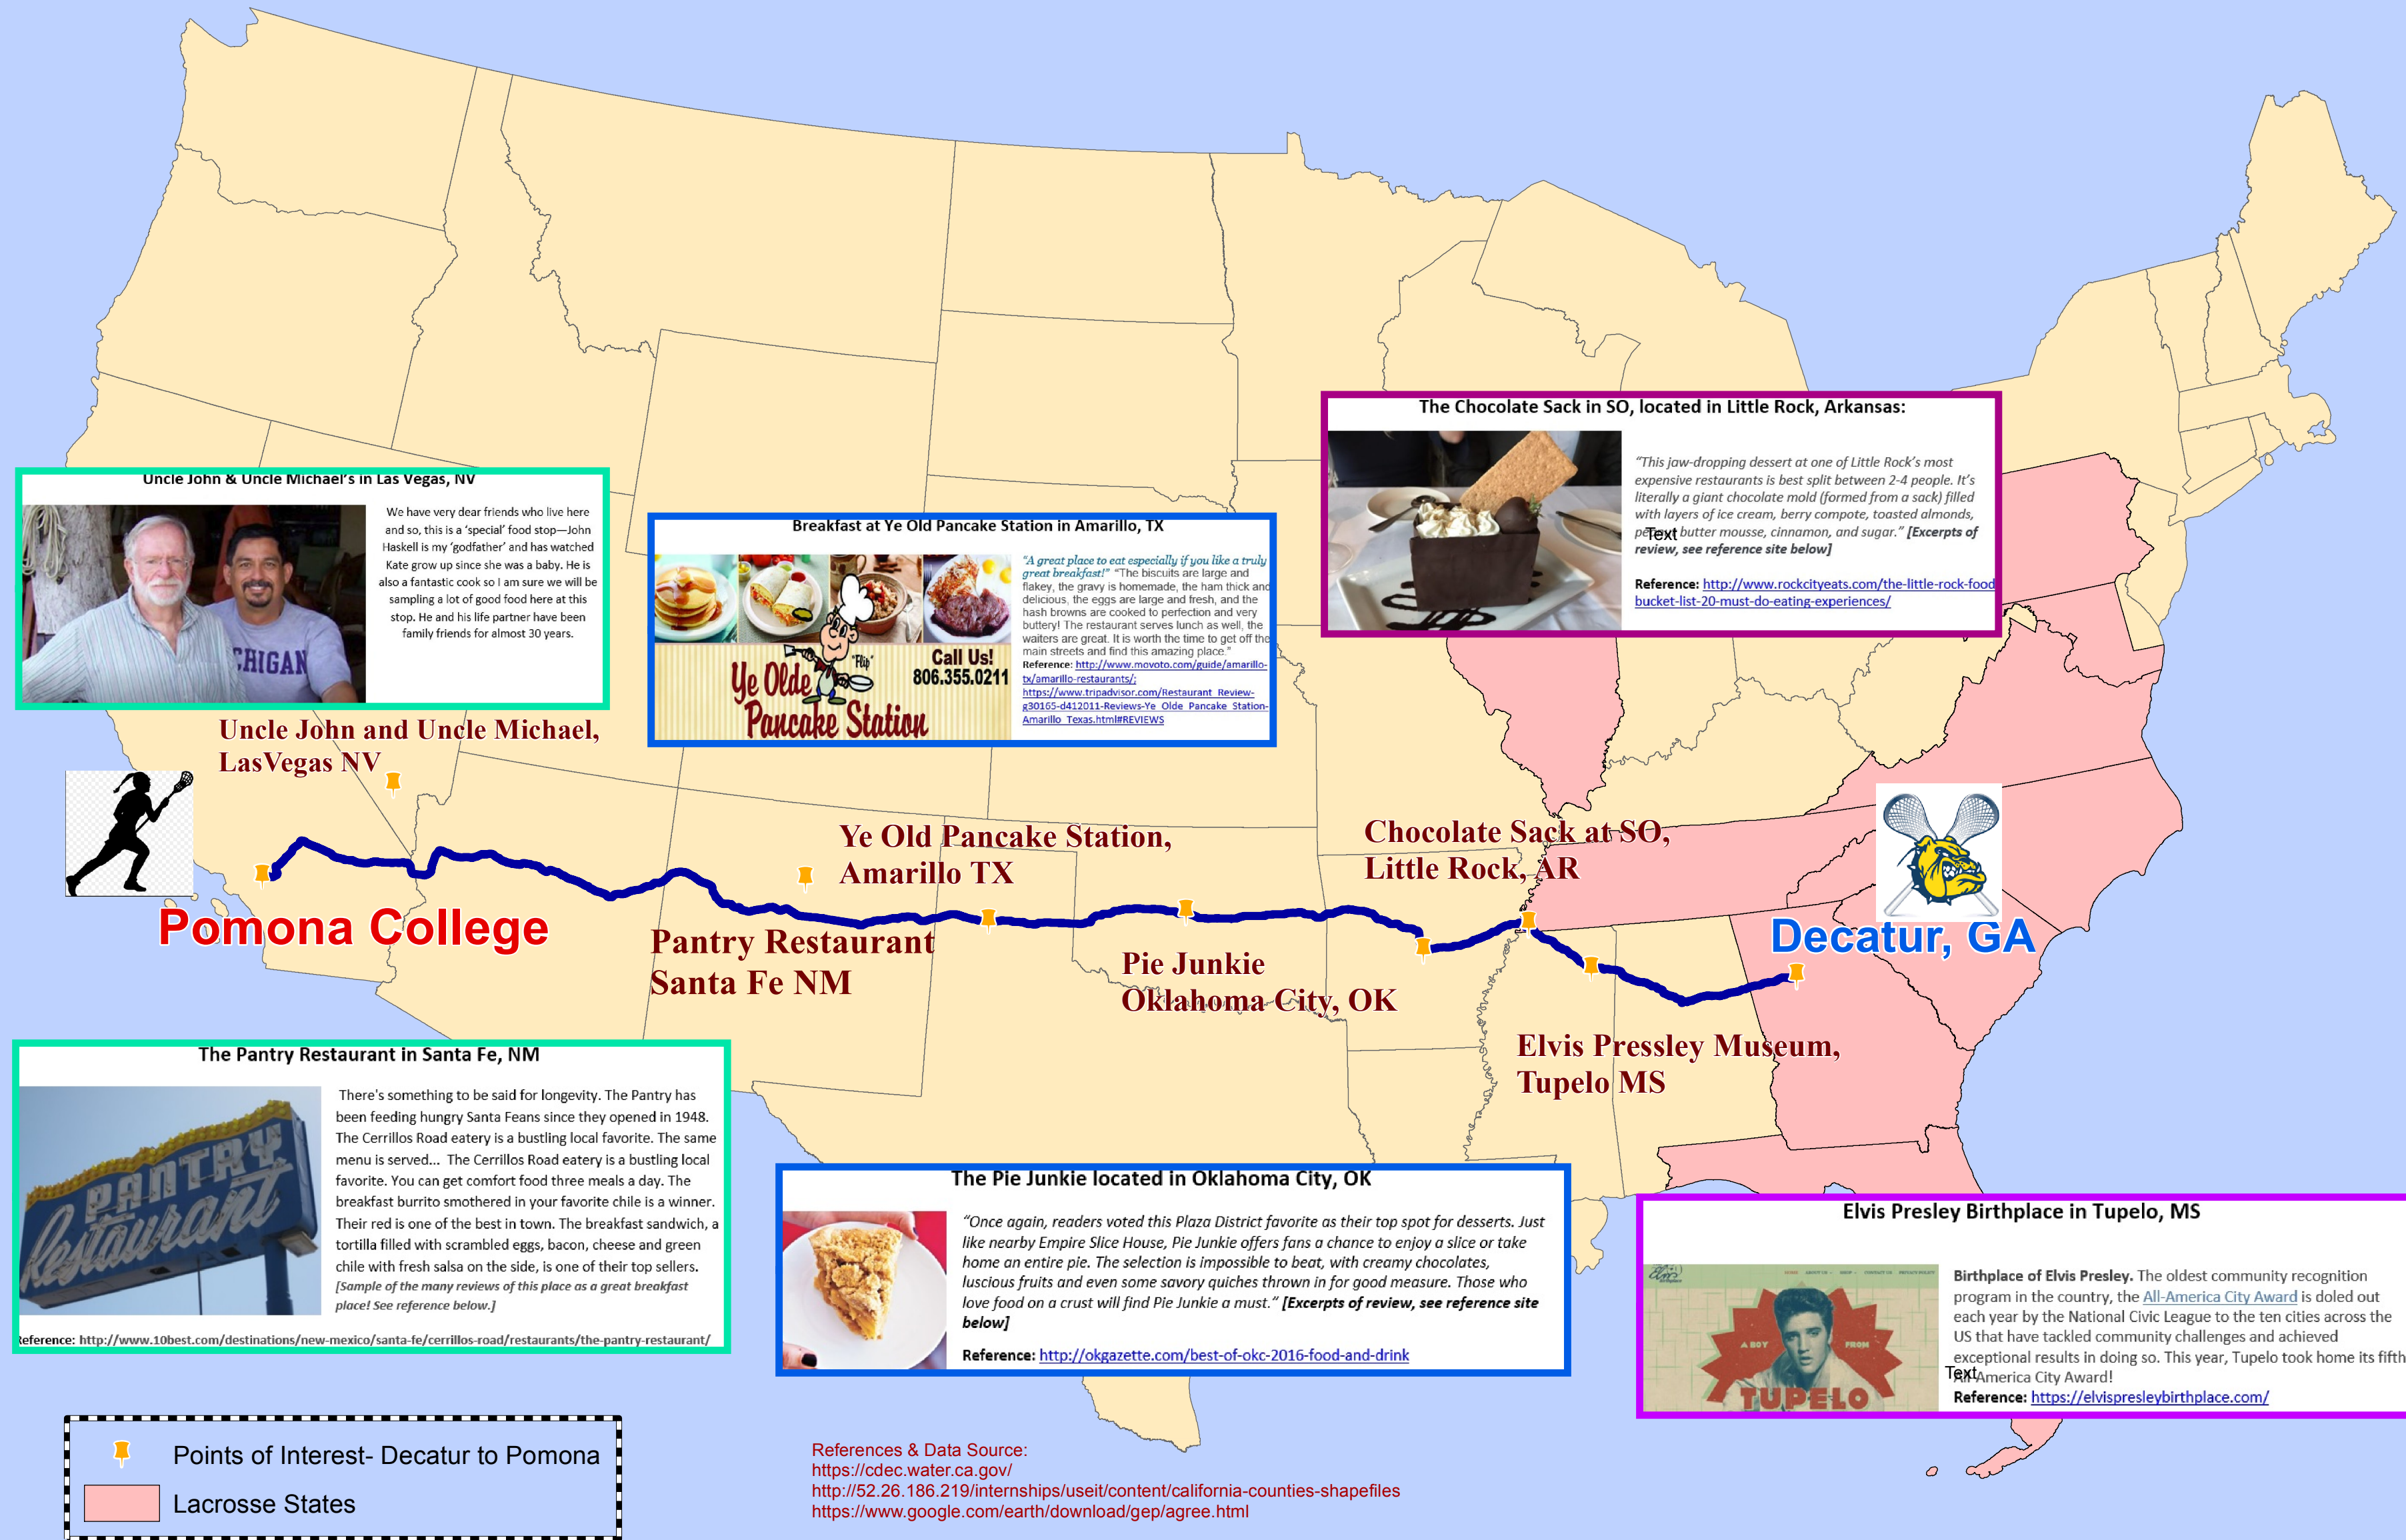 The Chocolate Sack in SO, located in Little Rock, Arkansas:
"This jaw-dropping dessert at one of Little Rock's most
expensive restaurants is best split between 2-4 people. It's
literally a giant chocolate mold (formed from a sack) filled
with layers of ice cream, berry compote, toasted almonds,
butter mousse, cinnamon, and sugar." [Excerpts of
Text
review, see reference site below]
Reference: http://www.rockcityeats.com/the-little-rock-food
bucket-list-20-must-do-eating-experiences/
Uncle John & Uncle Michael's in Las Vegas, NV
We have very dear friends who live here
and so, this is a 'special' food stop—John
Haskell is my 'godfather' and has watched
Kate grow up since she was a baby. He is
also a fantastic cook so I am sure we will be
sampling a lot of good food here at this
stop. He and his life partner have been
family friends for almost 30 years.
CHIGAN
Breakfast at Ye Old Pancake Station in Amarillo, TX
"A great place to eat especially if you like a truly
great breakfast!" "The biscuits are large and
flakey, the gravy is homemade, the ham thick and
delicious, the eggs are large and fresh, and the
hash browns are cooked to perfection and very
buttery! The restaurant serves lunch as well, the
waiters are great. It is worth the time to get off the
main streets and find this amazing place."
Reference: http://www.movoto.com/guide/amarillo-
tx/amarillo-restaurants/;
https://www.tripadvisor.com/Restaurant_Review-
g30165-d412011-Reviews-Ye_Olde_Pancake_Station-
Amarillo_Texas.html#REVIEWS
"Flip"
Call Us!
806.355.0211
Ye Olde
Pancake Station
Uncle John and Uncle Michael,
LasVegas NV
Ye Old Pancake Station,
Amarillo TX
Chocolate Sack at SO,
Little Rock, AR
Pomona College
Decatur, GA
Pantry Restaurant
Santa Fe NM
Pie Junkie
Oklahoma City, OK
Elvis Pressley Museum,
Tupelo MS
The Pantry Restaurant in Santa Fe, NM
PANTRY
Restaurant
There's something to be said for longevity. The Pantry has
been feeding hungry Santa Feans since they opened in 1948.
The Cerrillos Road eatery is a bustling local favorite. The same
menu is served... The Cerrillos Road eatery is a bustling local
favorite. You can get comfort food three meals a day. The
breakfast burrito smothered in your favorite chile is a winner.
Their red is one of the best in town. The breakfast sandwich, a
tortilla filled with scrambled eggs, bacon, cheese and green
chile with fresh salsa on the side, is one of their top sellers.
[Sample of the many reviews of this place as a great breakfast
place! See reference below.]
Reference: http://www.10best.com/destinations/new-mexico/santa-fe/cerrillos-road/restaurants/the-pantry-restaurant/
The Pie Junkie located in Oklahoma City, OK
"Once again, readers voted this Plaza District favorite as their top spot for desserts. Just
like nearby Empire Slice House, Pie Junkie offers fans a chance to enjoy a slice or take
home an entire pie. The selection is impossible to beat, with creamy chocolates,
luscious fruits and even some savory quiches thrown in for good measure. Those who
love food on a crust will find Pie Junkie a must." [Excerpts of review, see reference site
below]
Reference: http://okgazette.com/best-of-okc-2016-food-and-drink
Elvis Presley Birthplace in Tupelo, MS
A BOY FROM
TUPELO
Birthplace of Elvis Presley. The oldest community recognition
program in the country, the All-America City Award is doled out
each year by the National Civic League to the ten cities across the
US that have tackled community challenges and achieved
exceptional results in doing so. This year, Tupelo took home its fifth
Text
All-America City Award!
Reference: https://elvispresleybirthplace.com/
Points of Interest- Decatur to Pomona
Lacrosse States
References & Data Source:
https://cdec.water.ca.gov/
http://52.26.186.219/internships/useit/content/california-counties-shapefiles
https://www.google.com/earth/download/gep/agree.html